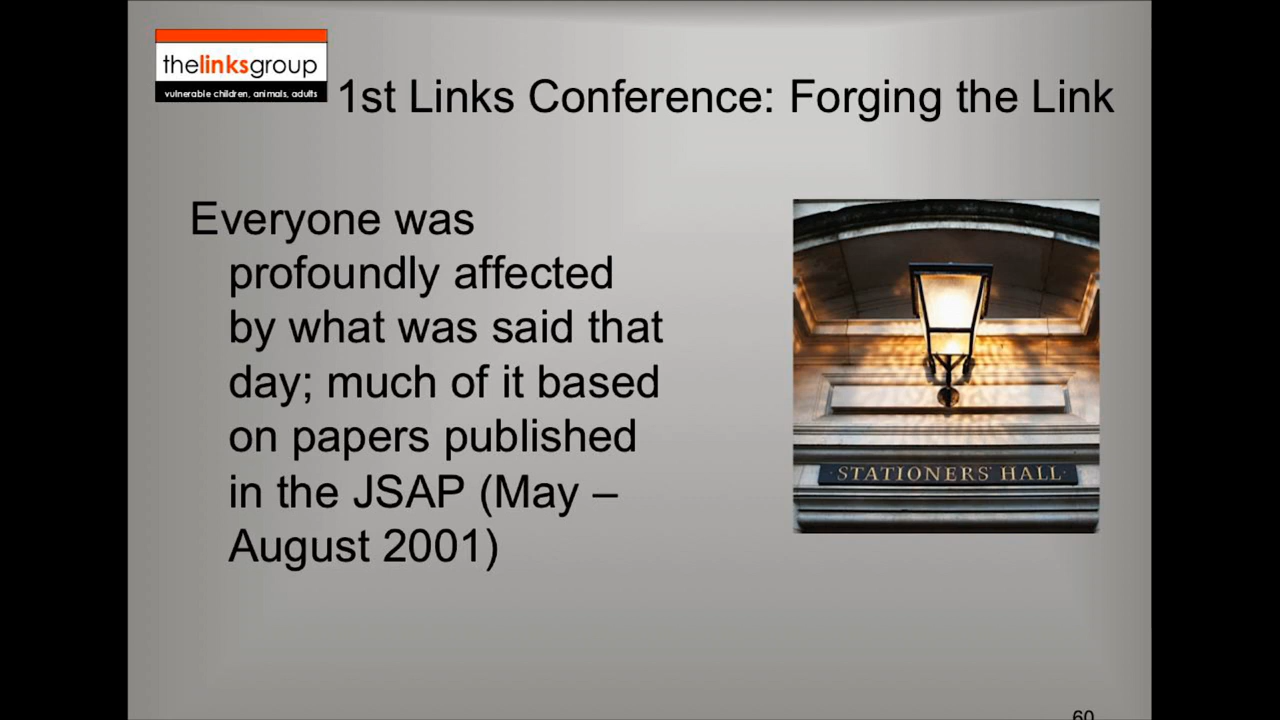 thelinksgroup
vulnerable children, animals, adults
1st Links Conference: Forging the Link
Everyone was
profoundly affected
by what was said that
day; much of it based
on papers published
in the JSAP (May –
August 2001)
STATIONERS' HALL
60